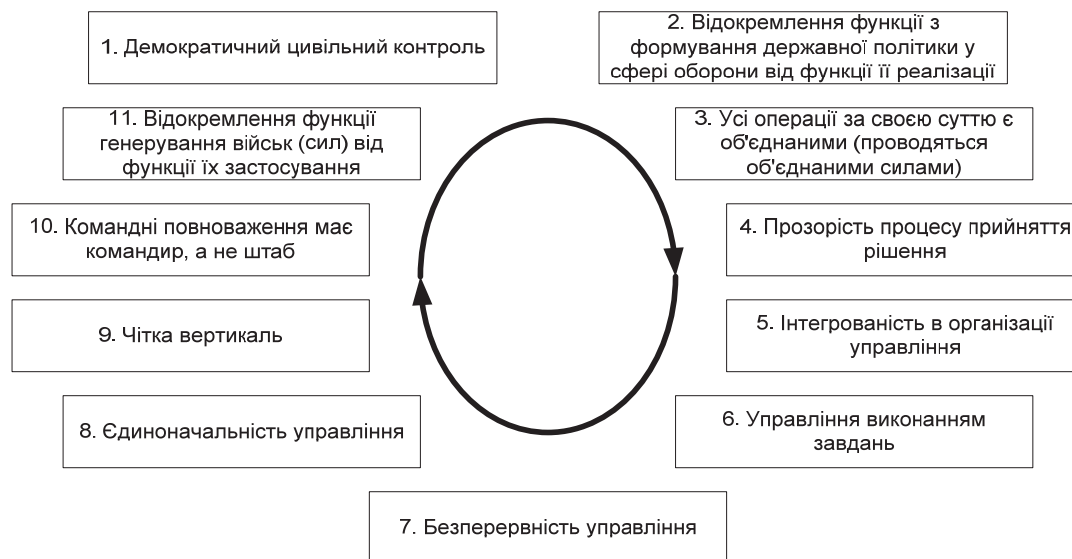 1. Демократичний цивільний контроль
2. Відокремлення функції з
формування державної політики у
сфері оборони від функції її реалізації
3. Усі операції за своєю суттю є
об'єднаними (проводяться
об'єднаними силами)
4. Прозорість процесу прийняття
рішення
5. Інтегрованість в організації
управління
6. Управління виконанням
завдань
7. Безперервність управління
8. Єдиноначальність управління
9. Чітка вертикаль
10. Командні повноваження має
командир, а не штаб
11. Відокремлення функції
генерування військ (сил) від
функції їх застосування